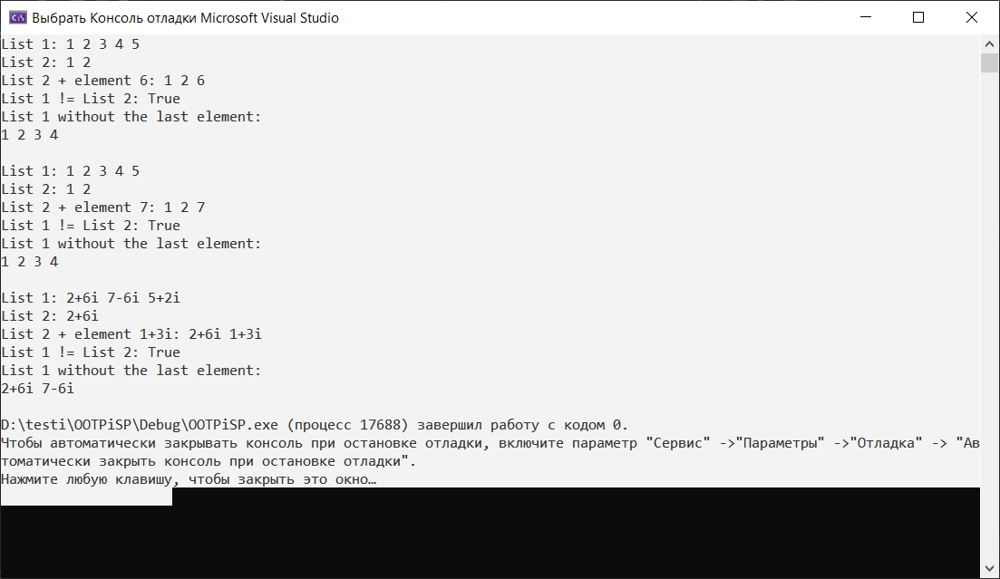 Выбрать Консоль отладки Microsoft Visual Studio
List 1: 1 2 3 4 5
List 2: 1 2
List 2 + element 6: 1 2 6
List 1 != List 2: True
List 1 without the last element:
1 2 3 4
List 1: 1 2 3 4 5
List 2: 1 2
List 2 + element 7: 1 2 7
List 1 != List 2: True
List 1 without the last element:
1 2 3 4
List 1: 2+6i 7-6i 5+2i
List 2: 2+6i
List 2 + element 1+3i: 2+6i 1+3i
List 1 != List 2: True
List 1 without the last element:
2+6i 7-6i
D:\testi\OOTPiSP\Debug\OOTPiSP.exe (процесс 17688) завершил работу с кодом 0.
Чтобы автоматически закрывать консоль при остановке отладки, включите параметр "Сервис" ->"Параметры" ->"Отладка" -> "Ав
томатически закрыть консоль при остановке отладки".
Нажмите любую клавишу, чтобы закрыть это окно…